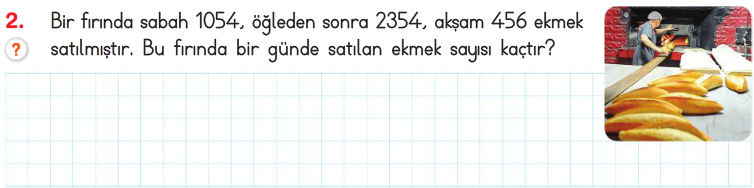 2. Bir fırında sabah 1054, öğleden sonra 2354, akşam 456 ekmek
? satılmıştır. Bu fırında bir günde satılan ekmek sayısı kaçtır?